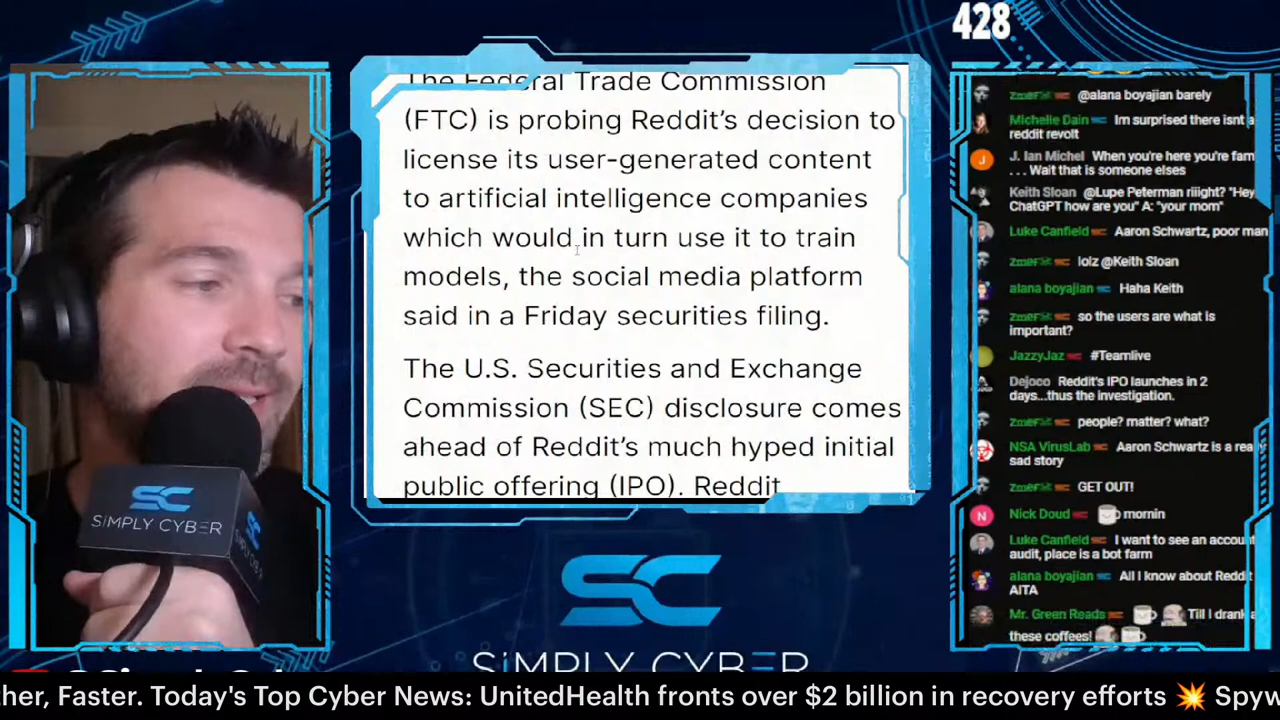 428
The Federal Trade Commission
(FTC) is probing Reddit's decision to
license its user-generated content
to artificial intelligence companies
which would in turn use it to train
models, the social media platform
said in a Friday securities filing.
The U.S. Securities and Exchange
Commission (SEC) disclosure comes
ahead of Reddit's much hyped initial
public offering (IPO). Reddit
@alana boyajian barely
Michelle Dain Im surprised there isnt a
reddit revolt
J. Ian Michel When you're here you're fam
. . . Wait that is someone elses
Keith Sloan @Lupe Peterman riiight? "Hey
ChatGPT how are you" A: "your mom"
Luke Canfield Aaron Schwartz, poor man
lolz @Keith Sloan
alana boyajian Haha Keith
so the users are what is
important?
JazzyJaz #Teamlive
Dejoco Reddit's IPO launches in 2
days...thus the investigation.
people? matter? what?
NSA VirusLab Aaron Schwartz is a rea
sad story
GET OUT!
Nick Doud mornin
Luke Canfield I want to see an accoun
audit, place is a bot farm
alana boyajian All I know about Reddit
AITA
Mr. Green Reads Till I drank
these coffees!
SC
SIMPLY CYBER
SC
SIMPLY CYBER
ther, Faster. Today's Top Cyber News: UnitedHealth fronts over $2 billion in recovery efforts 💥 Spyw